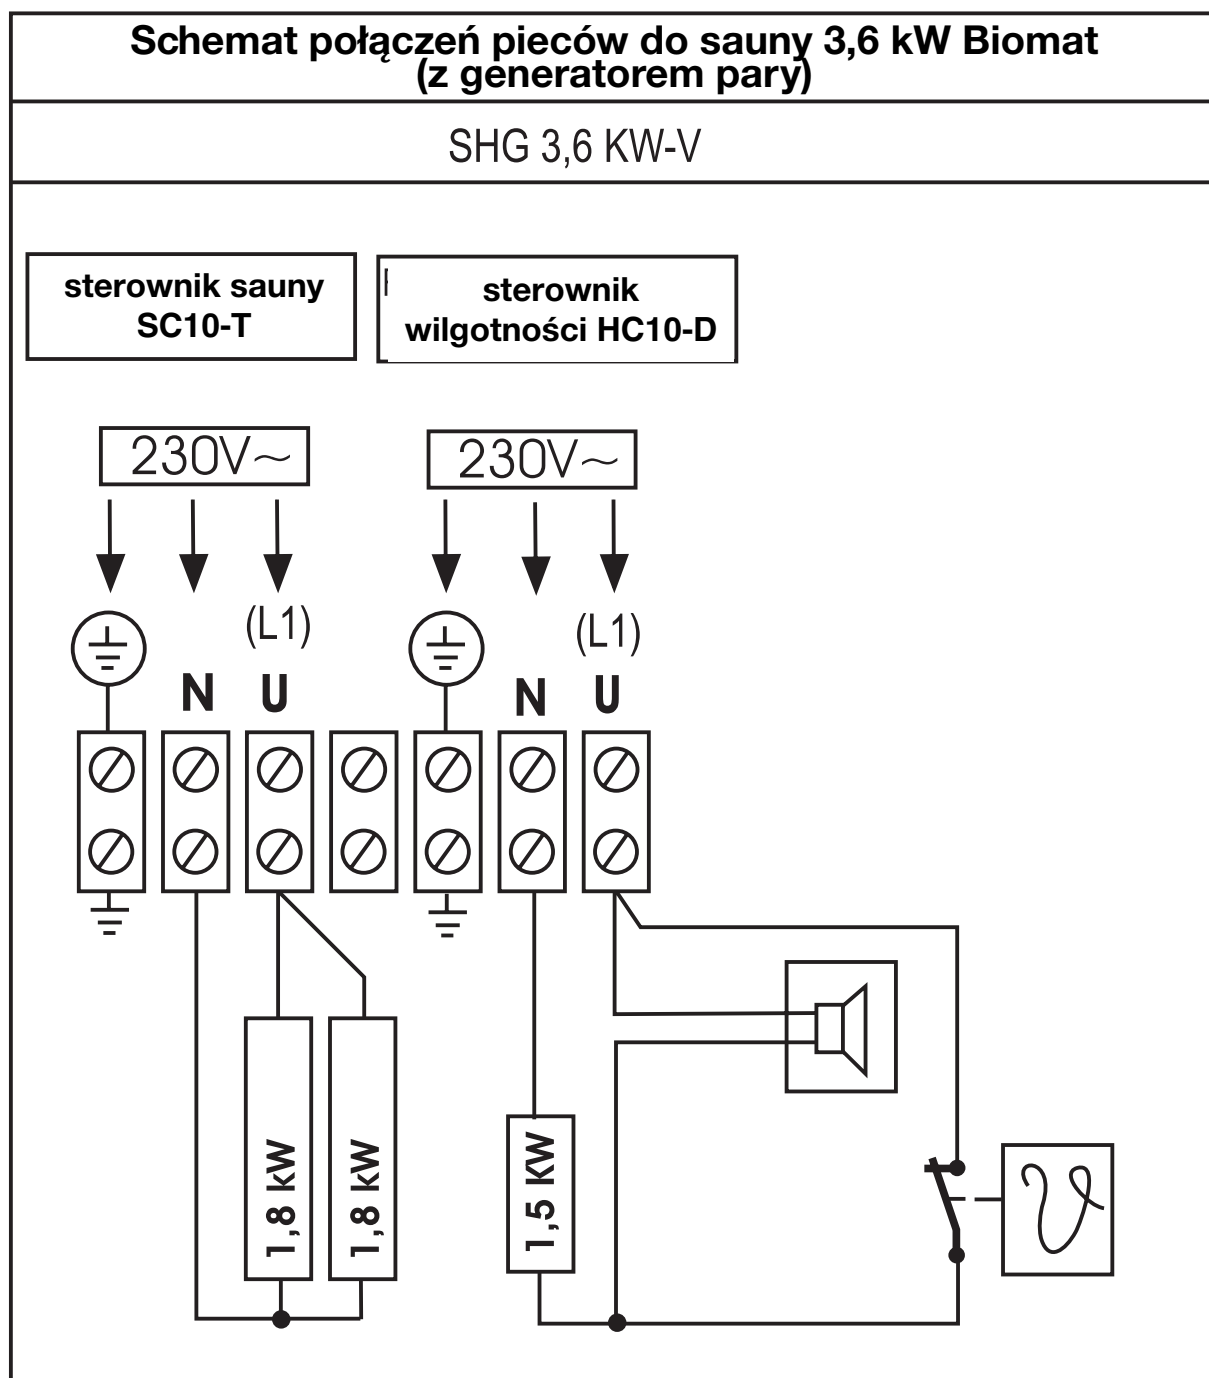 Schemat połączeń pieców do sauny 3,6 kW Biomat
(z generatorem pary)
SHG 3,6 KW-V
sterownik sauny
SC10-T
sterownik
wilgotności HC10-D
230V~
230V~
(L1)
(L1)
N
U
N
U
1,8 kW
1,8 kW
1,5 KW
ϑ